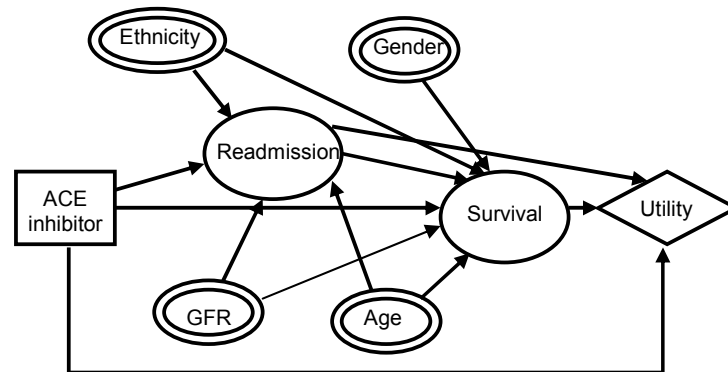 Ethnicity
Gender
Readmission
ACE
inhibitor
Survival
Utility
GFR
Age